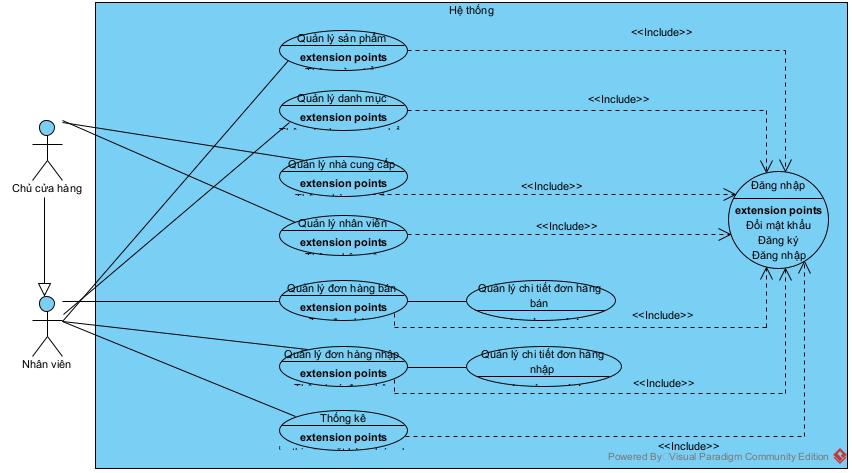 Hệ thống
Quản lý sản phẩm
extension points
<<Include>>
Quản lý danh mục
extension points
<<Include>>
Chủ cửa hàng
Quản lý nhà cung cấp
extension points
<<Include>>
Quản lý nhân viên
extension points
<<Include>>
Đăng nhập
extension points
Đổi mật khẩu
Đăng ký
Đăng nhập
Nhân viên
Quản lý đơn hàng bán
extension points
Quản lý chi tiết đơn hàng
bán
<<Include>>
Quản lý đơn hàng nhập
extension points
Quản lý chi tiết đơn hàng
nhập
<<Include>>
Thống kê
extension points
<<Include>>
Powered By Visual Paradigm Community Edition